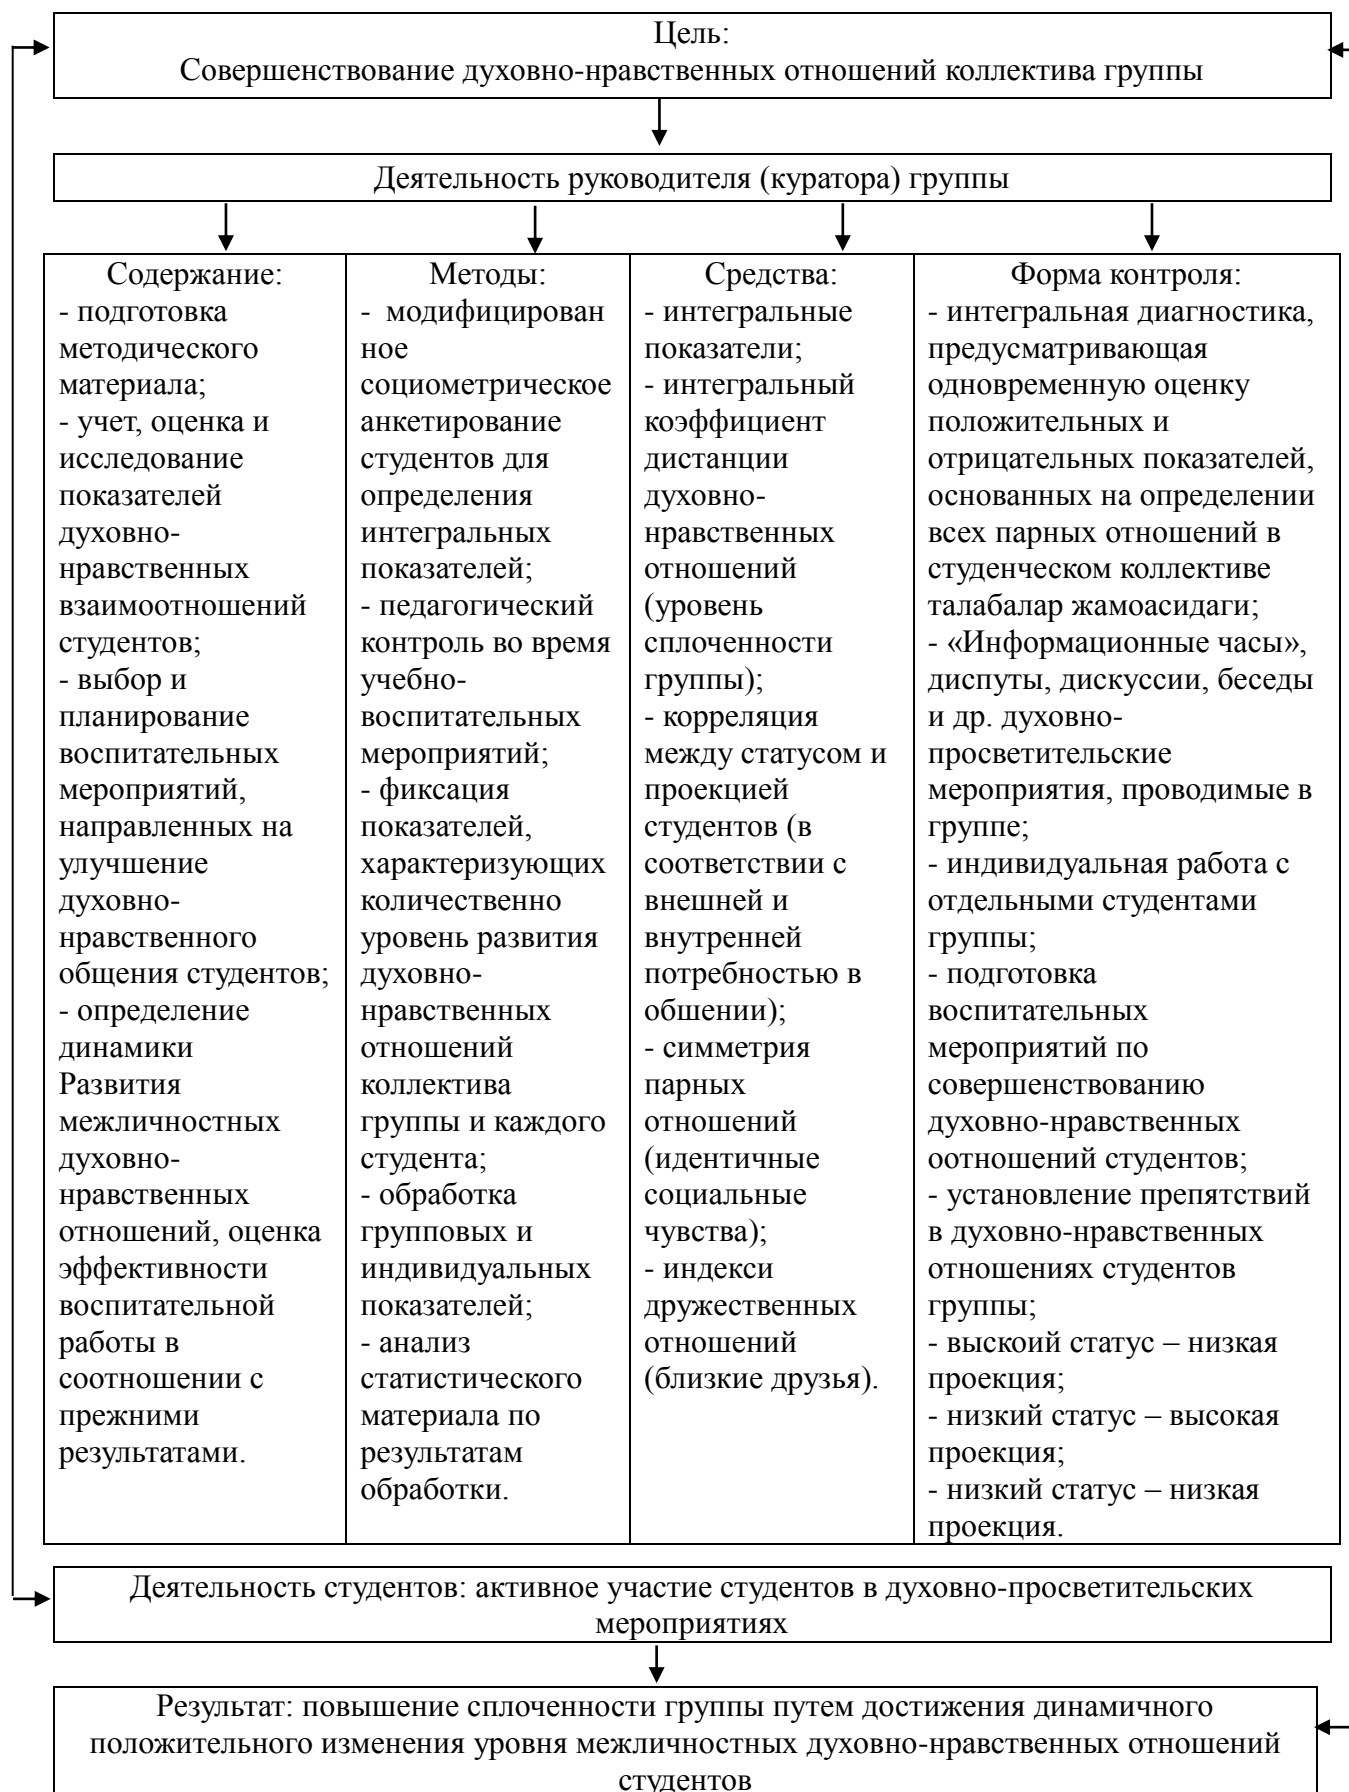 Цель:
Совершенствование духовно-нравственных отношений коллектива группы
Деятельность руководителя (куратора) группы
Содержание:
- подготовка
методического
материала;
- учет, оценка и
исследование
показателей
духовно-
нравственных
взаимоотношений
студентов;
- выбор и
планирование
воспитательных
мероприятий,
направленных на
улучшение
духовно-
нравственного
общения студентов;
- определение
динамики
Развития
межличностных
духовно-
нравственных
отношений, оценка
эффективности
воспитательной
работы в
соотношении с
прежними
результатами.
Методы:
- модифицирован
ное
социометрическое
анкетирование
студентов для
определения
интегральных
показателей;
- педагогический
контроль во время
учебно-
воспитательных
мероприятий;
- фиксация
показателей,
характеризующих
количественно
уровень развития
духовно-
нравственных
отношений
коллектива
группы и каждого
студента;
- обработка
групповых и
индивидуальных
показателей;
- анализ
статистического
материала по
результатам
обработки.
Средства:
- интегральные
показатели;
- интегральный
коэффициент
дистанции
духовно-
нравственных
отношений
(уровень
сплоченности
группы);
- корреляция
между статусом и
проекцией
студентов (в
соответствии с
внешней и
внутренней
потребностью в
обшении);
- симметрия
парных
отношений
(идентичные
социальные
чувства);
- индекси
дружественных
отношений
(близкие друзья).
Форма контроля:
- интегральная диагностика,
предусматривающая
одновременную оценку
положительных и
отрицательных показателей,
основанных на определении
всех парных отношений в
студенческом коллективе
талабалар жамоасидаги;
- «Информационные часы»,
диспуты, дискуссии, беседы
и др. духовно-
просветительские
мероприятия, проводимые в
группе;
- индивидуальная работа с
отдельными студентами
группы;
- подготовка
воспитательных
мероприятий по
совершенствованию
духовно-нравственных
оотношений студентов;
- установление препятствий
в духовно-нравственных
отношениях студентов
группы;
- выскоий статус – низкая
проекция;
- низкий статус – высокая
проекция;
- низкий статус – низкая
проекция.
Деятельность студентов: активное участие студентов в духовно-просветительских
мероприятиях
Результат: повышение сплоченности группы путем достижения динамичного
положительного изменения уровня межличностных духовно-нравственных отношений
студентов